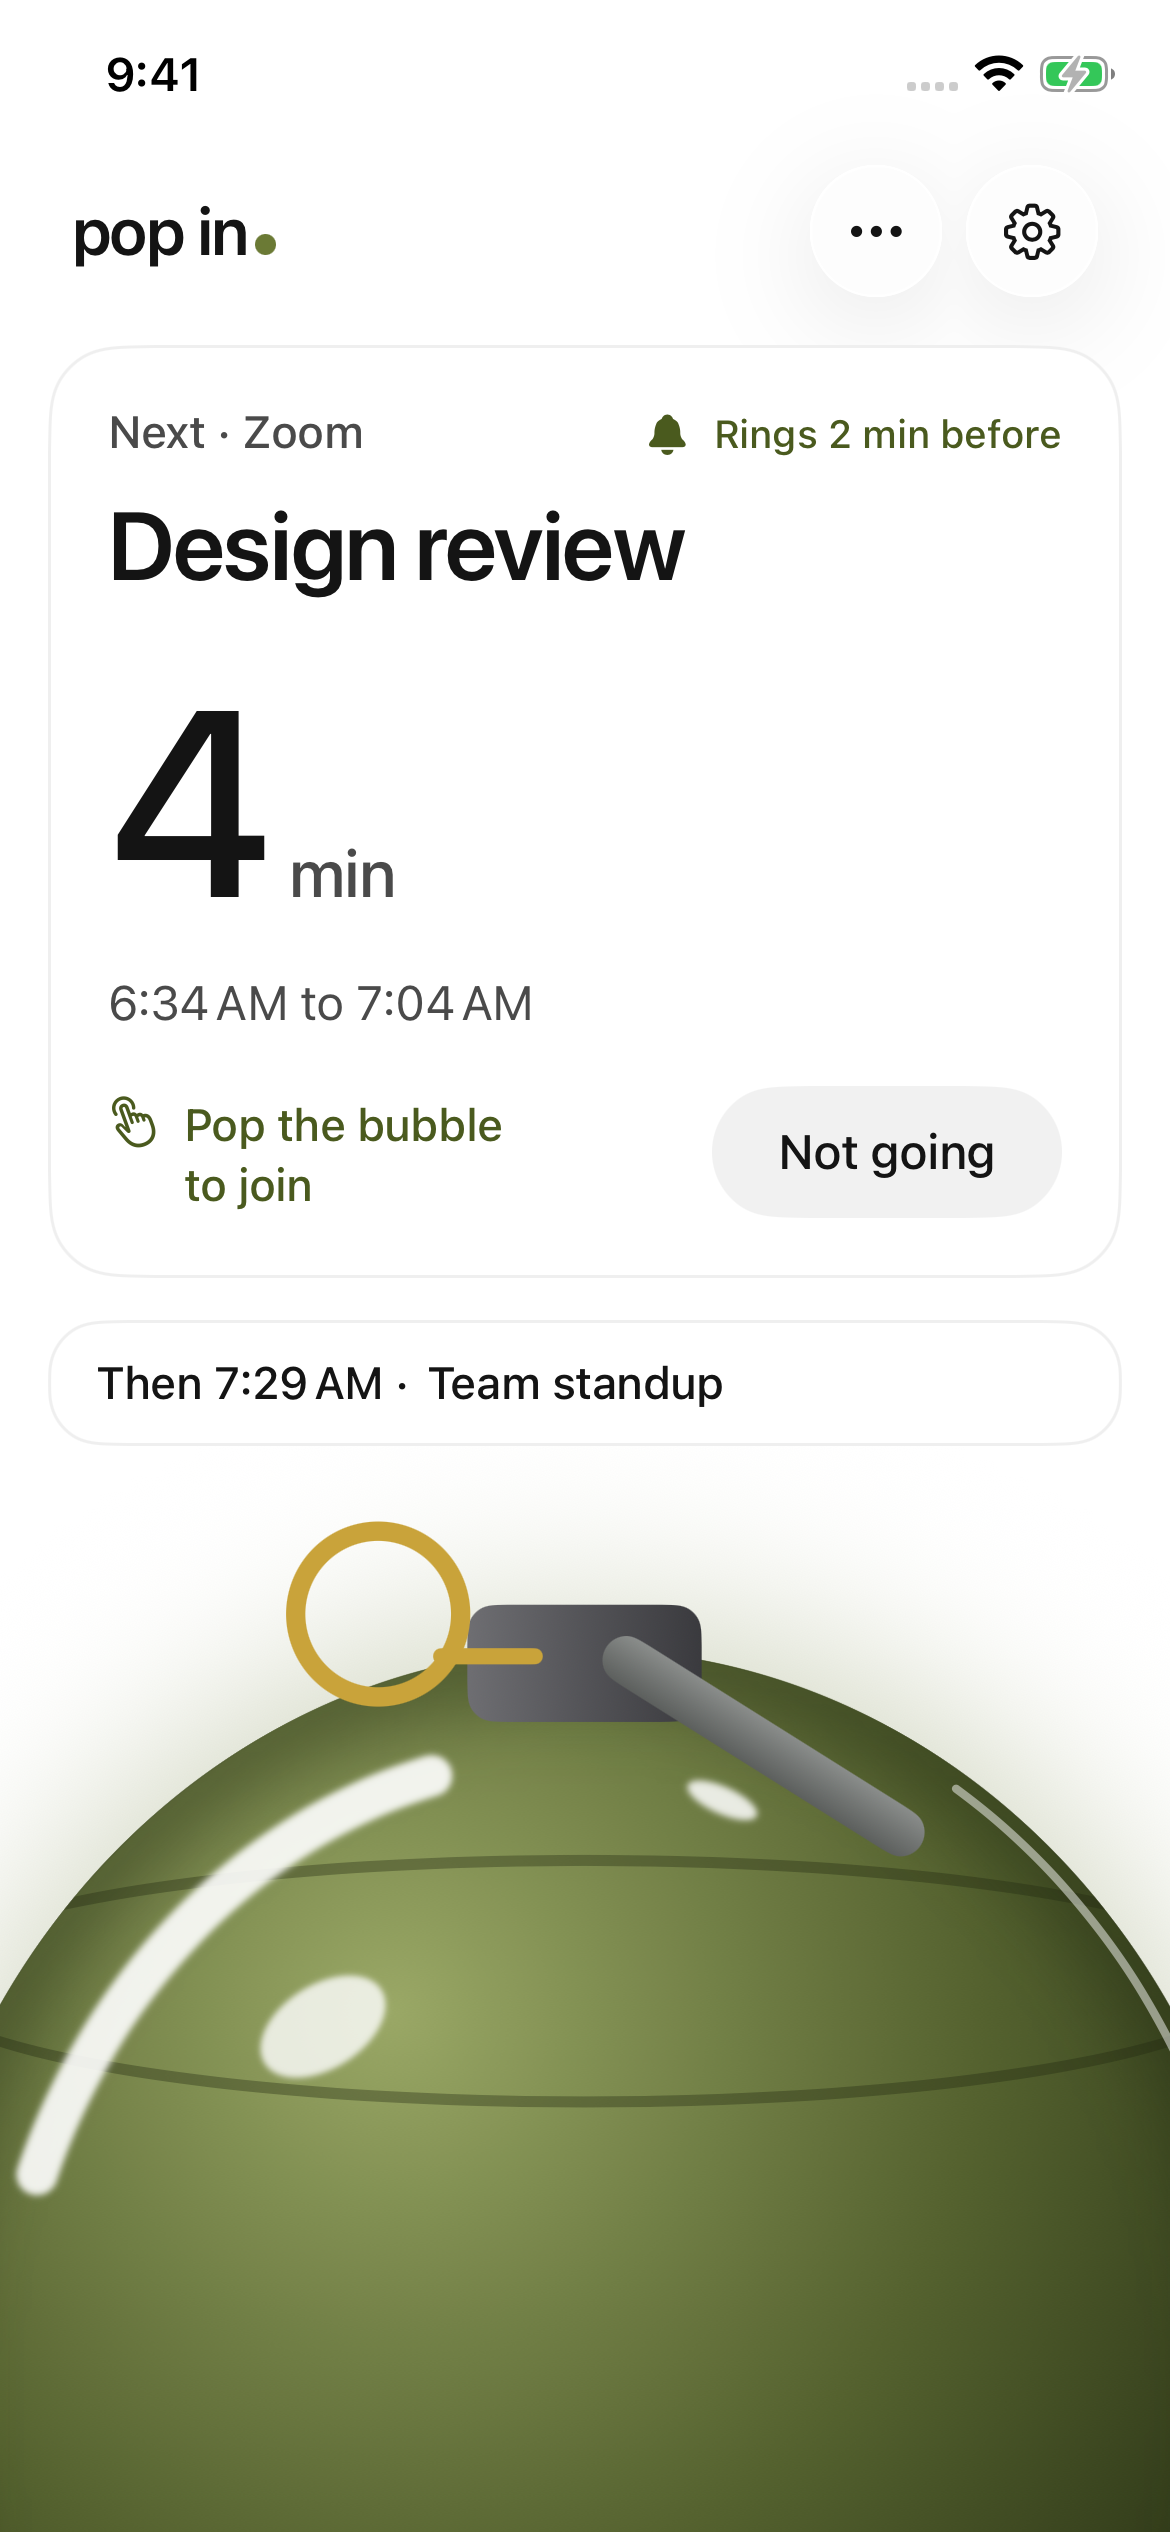 9:41
pop in
Next · Zoom
Rings 2 min before
Design review
4 min
6:34 AM to 7:04 AM
Pop the bubble
to join
Not going
Then 7:29 AM · Team standup